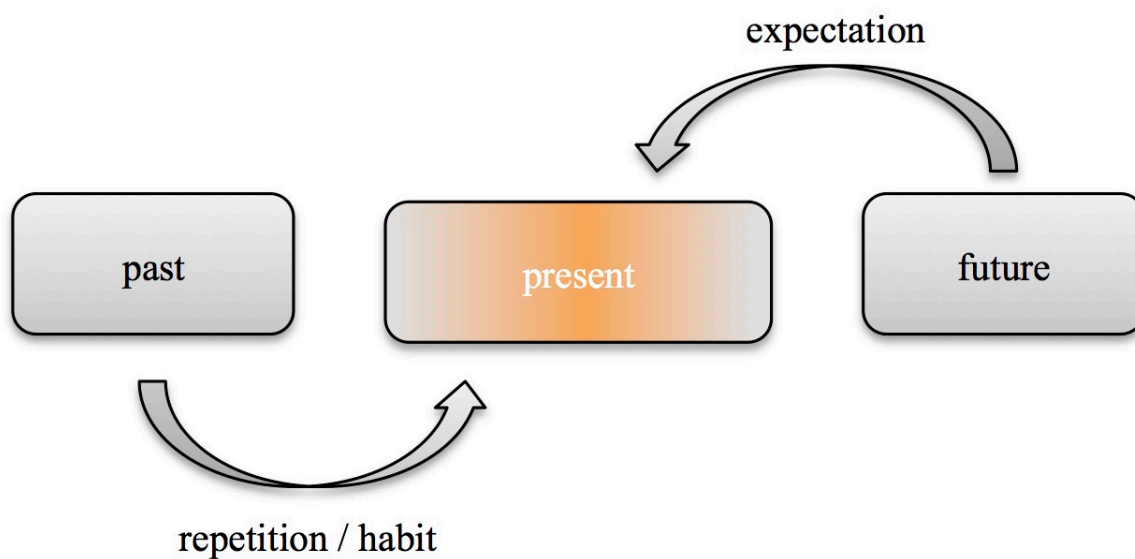 expectation
past
present
future
repetition / habit